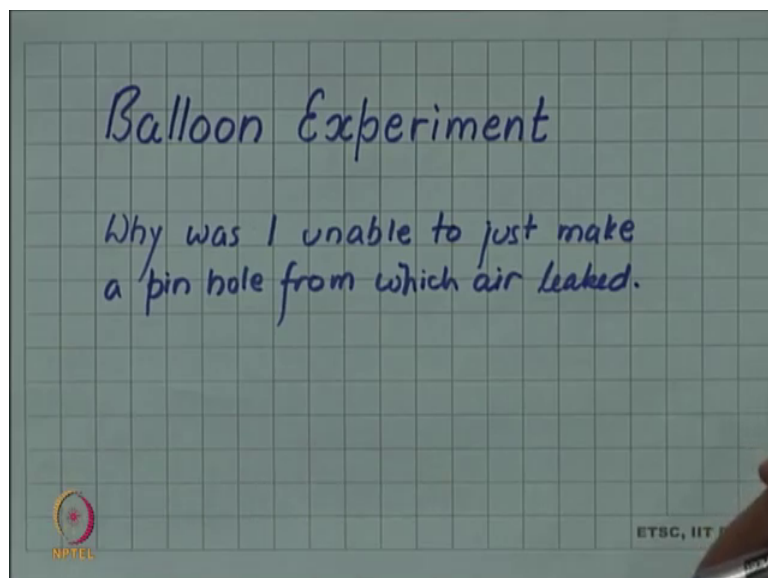 Balloon Experiment
Why was I unable to just make
a pin hole from which air leaked.
NPTEL
ETSC, IIT